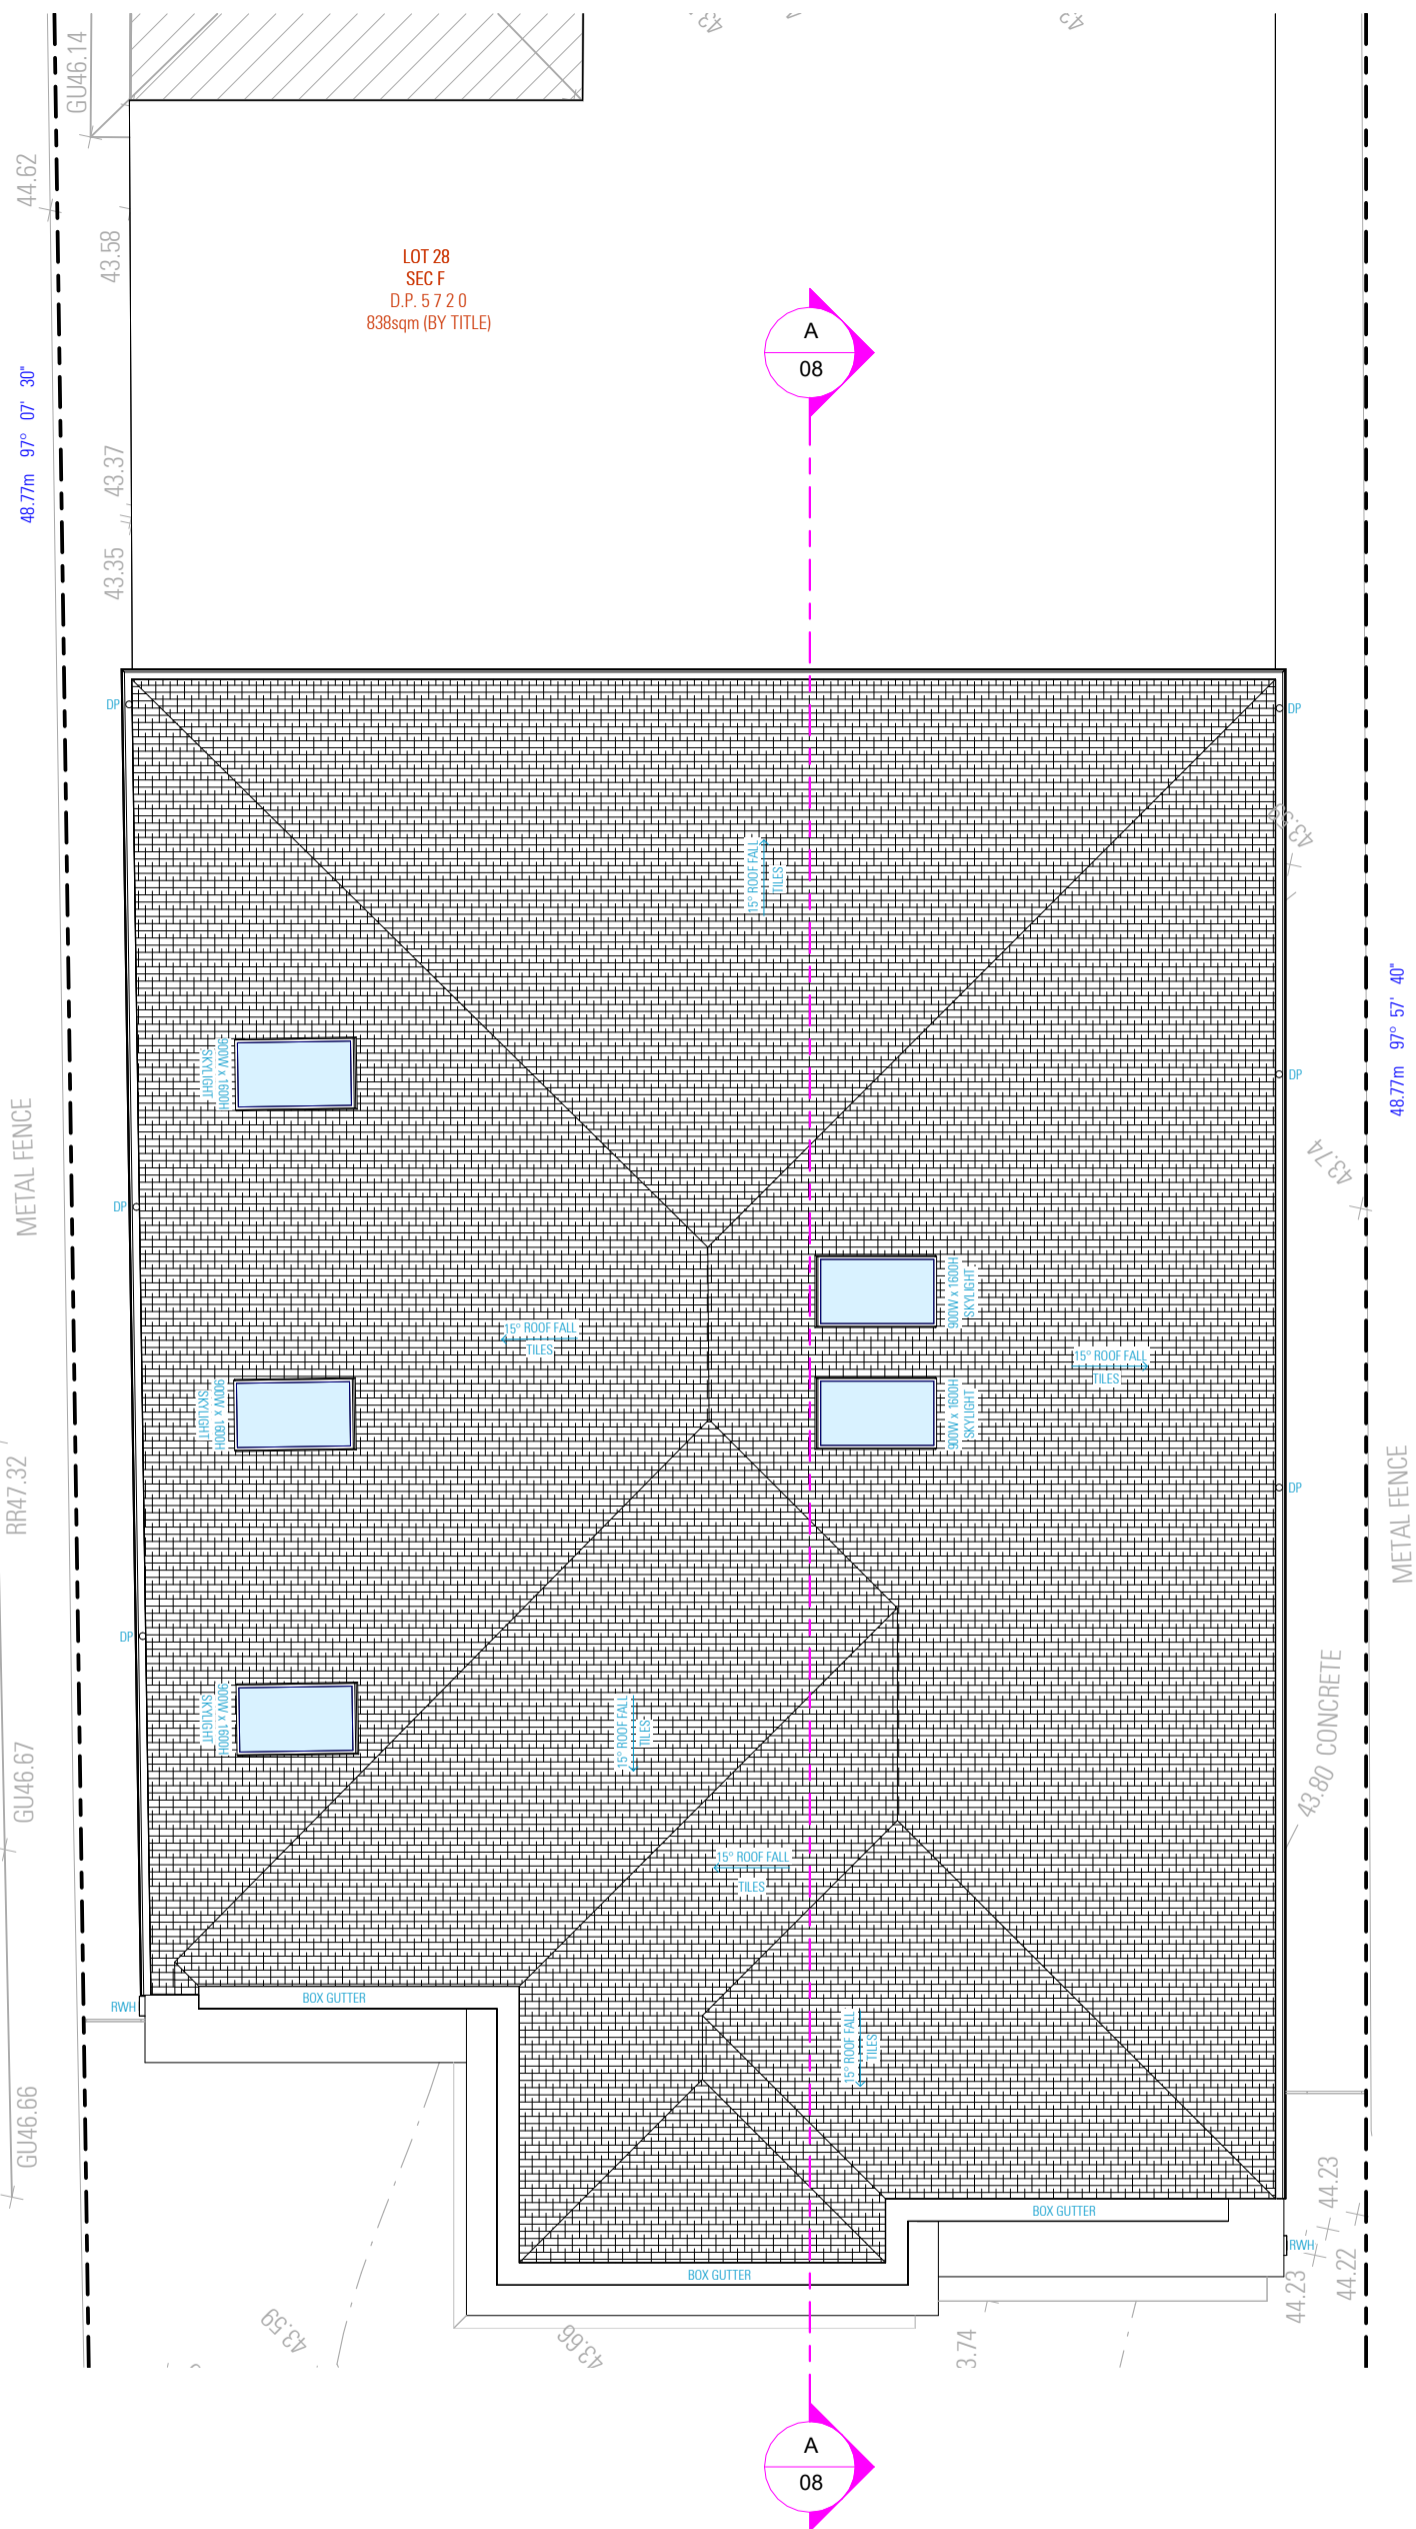 GU46.14
44.62
43.58
LOT 28
SEC F
D.P. 5 7 2 0
838sqm (BY TITLE)
A
08
48.77m 97° 07' 30"
43.37
43.35
DP
DP
43.59
15° ROOF FALL
TILES
48.77m 97° 57' 40"
900W x 1600H
SKYLIGHT
DP
METAL FENCE
43.74
DP
900W x 1600H
SKYLIGHT
15° ROOF FALL
TILES
15° ROOF FALL
TILES
900W x 1600H
SKYLIGHT
900W x 1600H
SKYLIGHT
RR47.32
DP
METAL FENCE
DP
900W x 1600H
SKYLIGHT
15° ROOF FALL
TILES
43.80 CONCRETE
GU46.67
15° ROOF FALL
TILES
RWH
BOX GUTTER
15° ROOF FALL
TILES
GU46.66
44.23
BOX GUTTER
RWH
44.22
44.23
BOX GUTTER
43.59
43.66
3.74
A
08